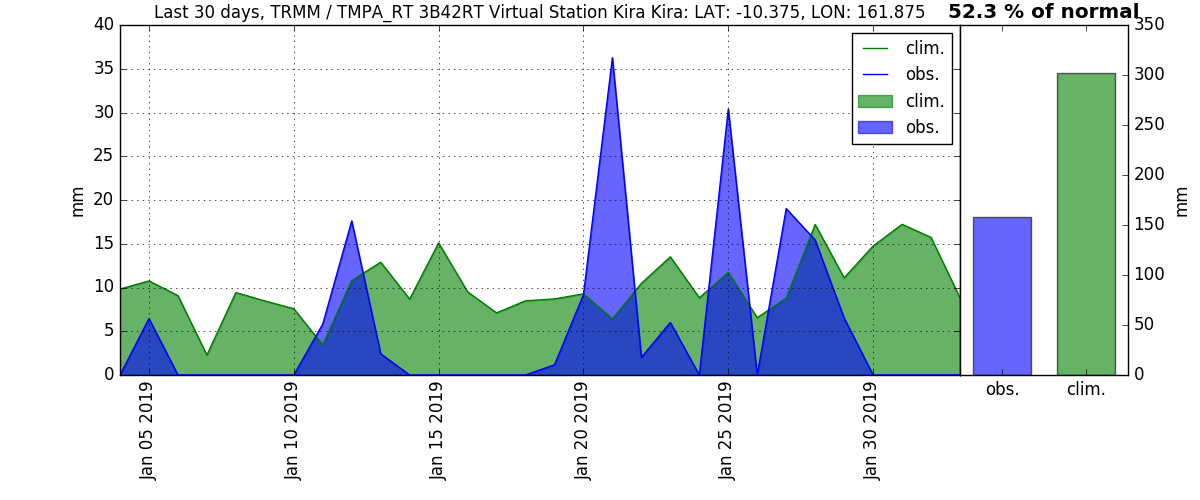 Last 30 days, TRMM / TMPA_RT 3B42RT Virtual Station Kira Kira: LAT: -10.375, LON: 161.875
52.3 % of normal
40
35
30
25
20
15
10
5
0
mm
clim.
obs.
clim.
obs.
Jan 05 2019
Jan 10 2019
Jan 15 2019
Jan 20 2019
Jan 25 2019
Jan 30 2019
350
300
250
200
150
100
50
0
mm
obs.
clim.